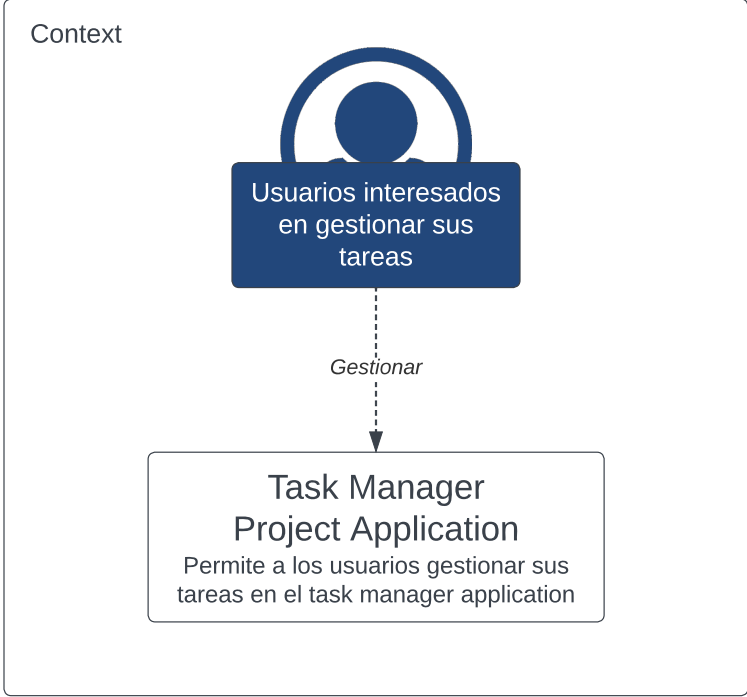 Context
Usuarios interesados
en gestionar sus
tareas
Gestionar
Task Manager
Project Application
Permite a los usuarios gestionar sus
tareas en el task manager application